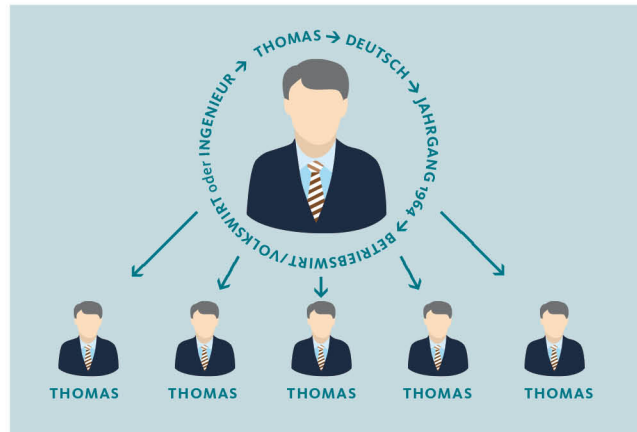 THOMAS → DEUTSCH → JAHRGANG 1964 → BETRIEBSWIRT/VOLKSWIRT oder INGENIEUR →
THOMAS
THOMAS
THOMAS
THOMAS
THOMAS